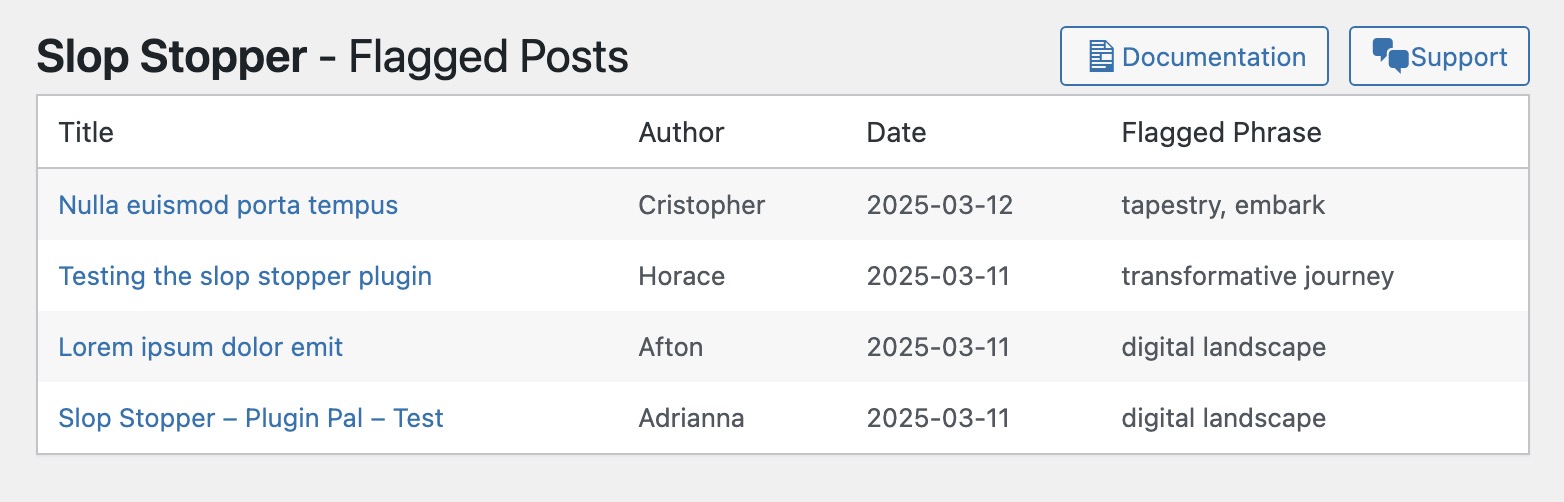 Slop Stopper - Flagged Posts
Documentation
Support
Title Author Date Flagged Phrase
Nulla euismod porta tempus Cristopher 2025-03-12 tapestry, embark
Testing the slop stopper plugin Horace 2025-03-11 transformative journey
Lorem ipsum dolor emit Afton 2025-03-11 digital landscape
Slop Stopper – Plugin Pal – Test Adrianna 2025-03-11 digital landscape